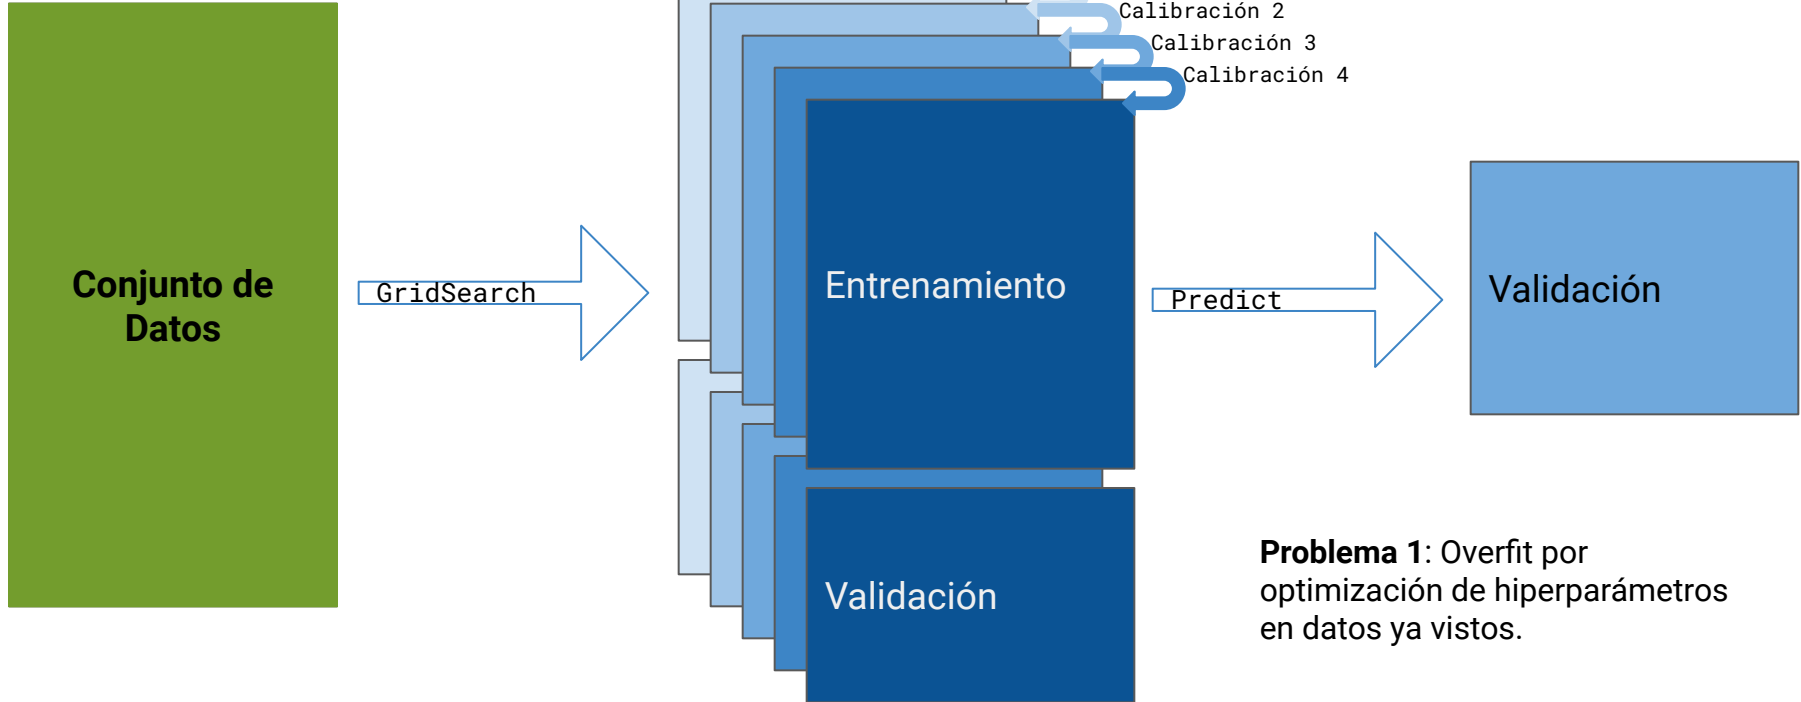 Calibración 2
Calibración 3
Calibración 4
Conjunto de
Datos
GridSearch
Entrenamiento
Predict
Validación
Validación
Problema 1: Overfit por
optimización de hiperparámetros
en datos ya vistos.